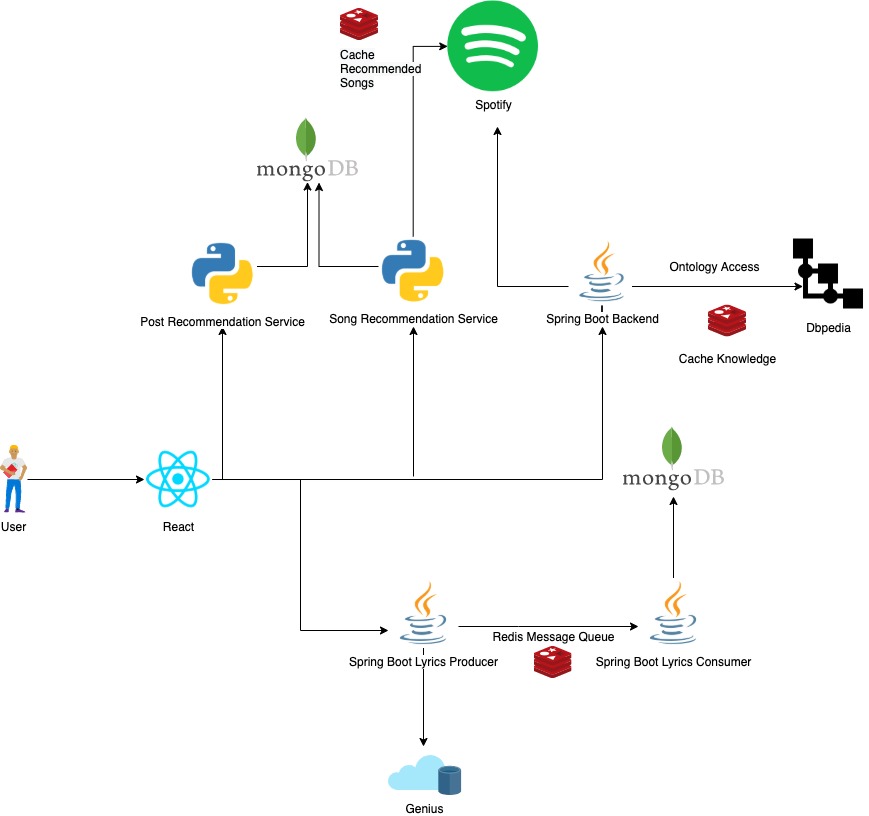 Cache
Recommended
Songs
Spotify
mongoDB
Post Recommendation Service
Song Recommendation Service
Spring Boot Backend
Ontology Access
Cache Knowledge
Dbpedia
User
React
mongoDB
Spring Boot Lyrics Producer
Redis Message Queue
Spring Boot Lyrics Consumer
Genius